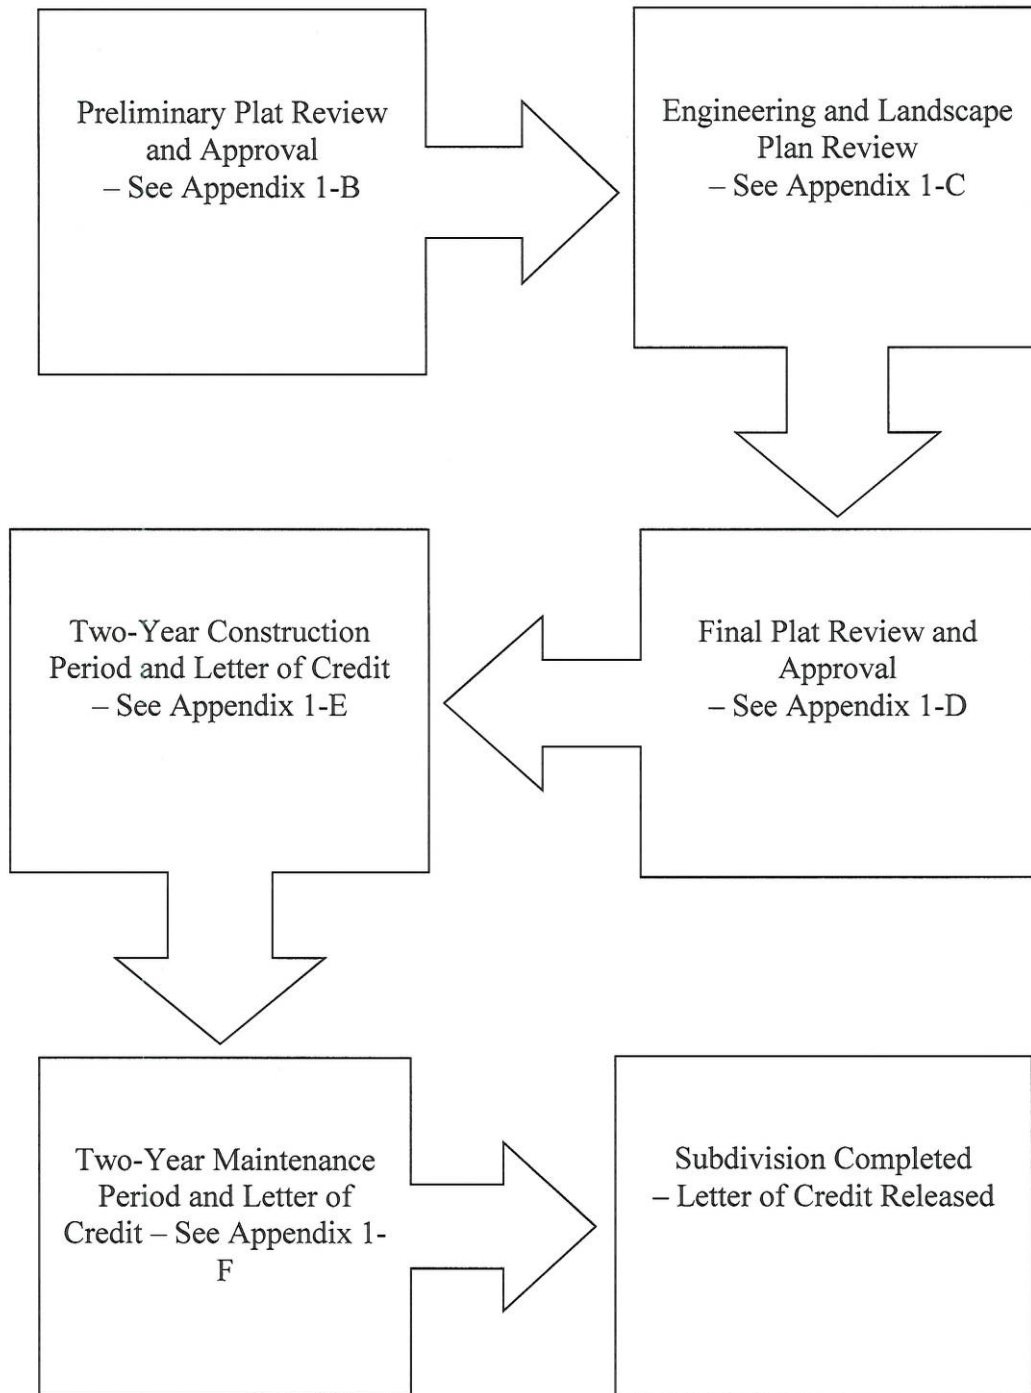 Preliminary Plat Review
and Approval
– See Appendix 1-B
Engineering and Landscape
Plan Review
– See Appendix 1-C
Final Plat Review and
Approval
– See Appendix 1-D
Two-Year Construction
Period and Letter of Credit
– See Appendix 1-E
Two-Year Maintenance
Period and Letter of
Credit – See Appendix 1-
F
Subdivision Completed
– Letter of Credit Released